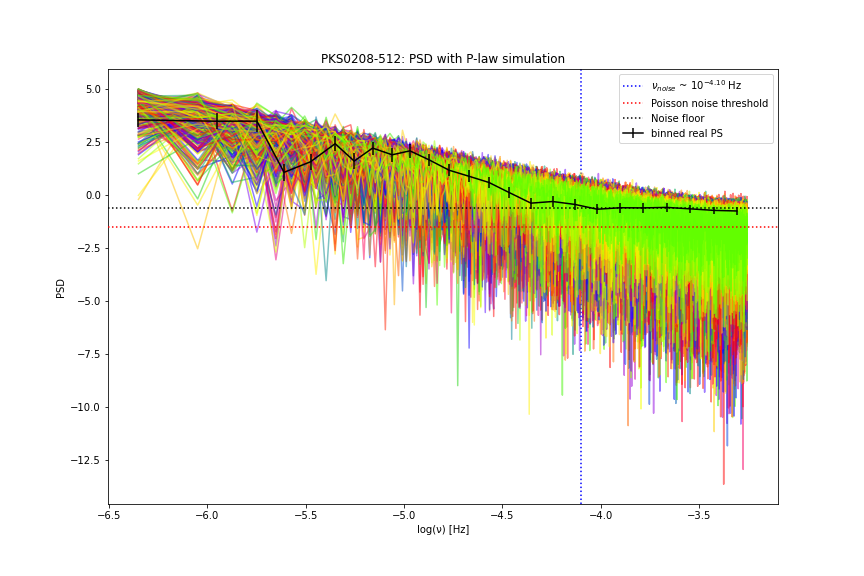 PKS0208-512: PSD with P-law simulation
ν_noise ~ 10^−4.10 Hz
Poisson noise threshold
Noise floor
binned real PS
PSD
5.0
2.5
0.0
−2.5
−5.0
−7.5
−10.0
−12.5
−6.5 −6.0 −5.5 −5.0 −4.5 −4.0 −3.5
log(ν) [Hz]